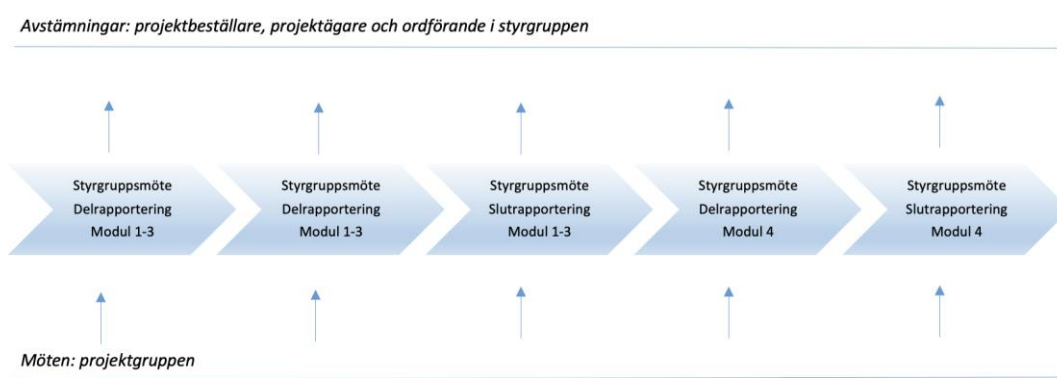 Avstämningar: projektbeställare, projektägare och ordförande i styrgruppen
Styrgruppsmöte
Delrapportering
Modul 1-3
Styrgruppsmöte
Delrapportering
Modul 1-3
Styrgruppsmöte
Slutrapportering
Modul 1-3
Styrgruppsmöte
Delrapportering
Modul 4
Styrgruppsmöte
Slutrapportering
Modul 4
Möten: projektgruppen